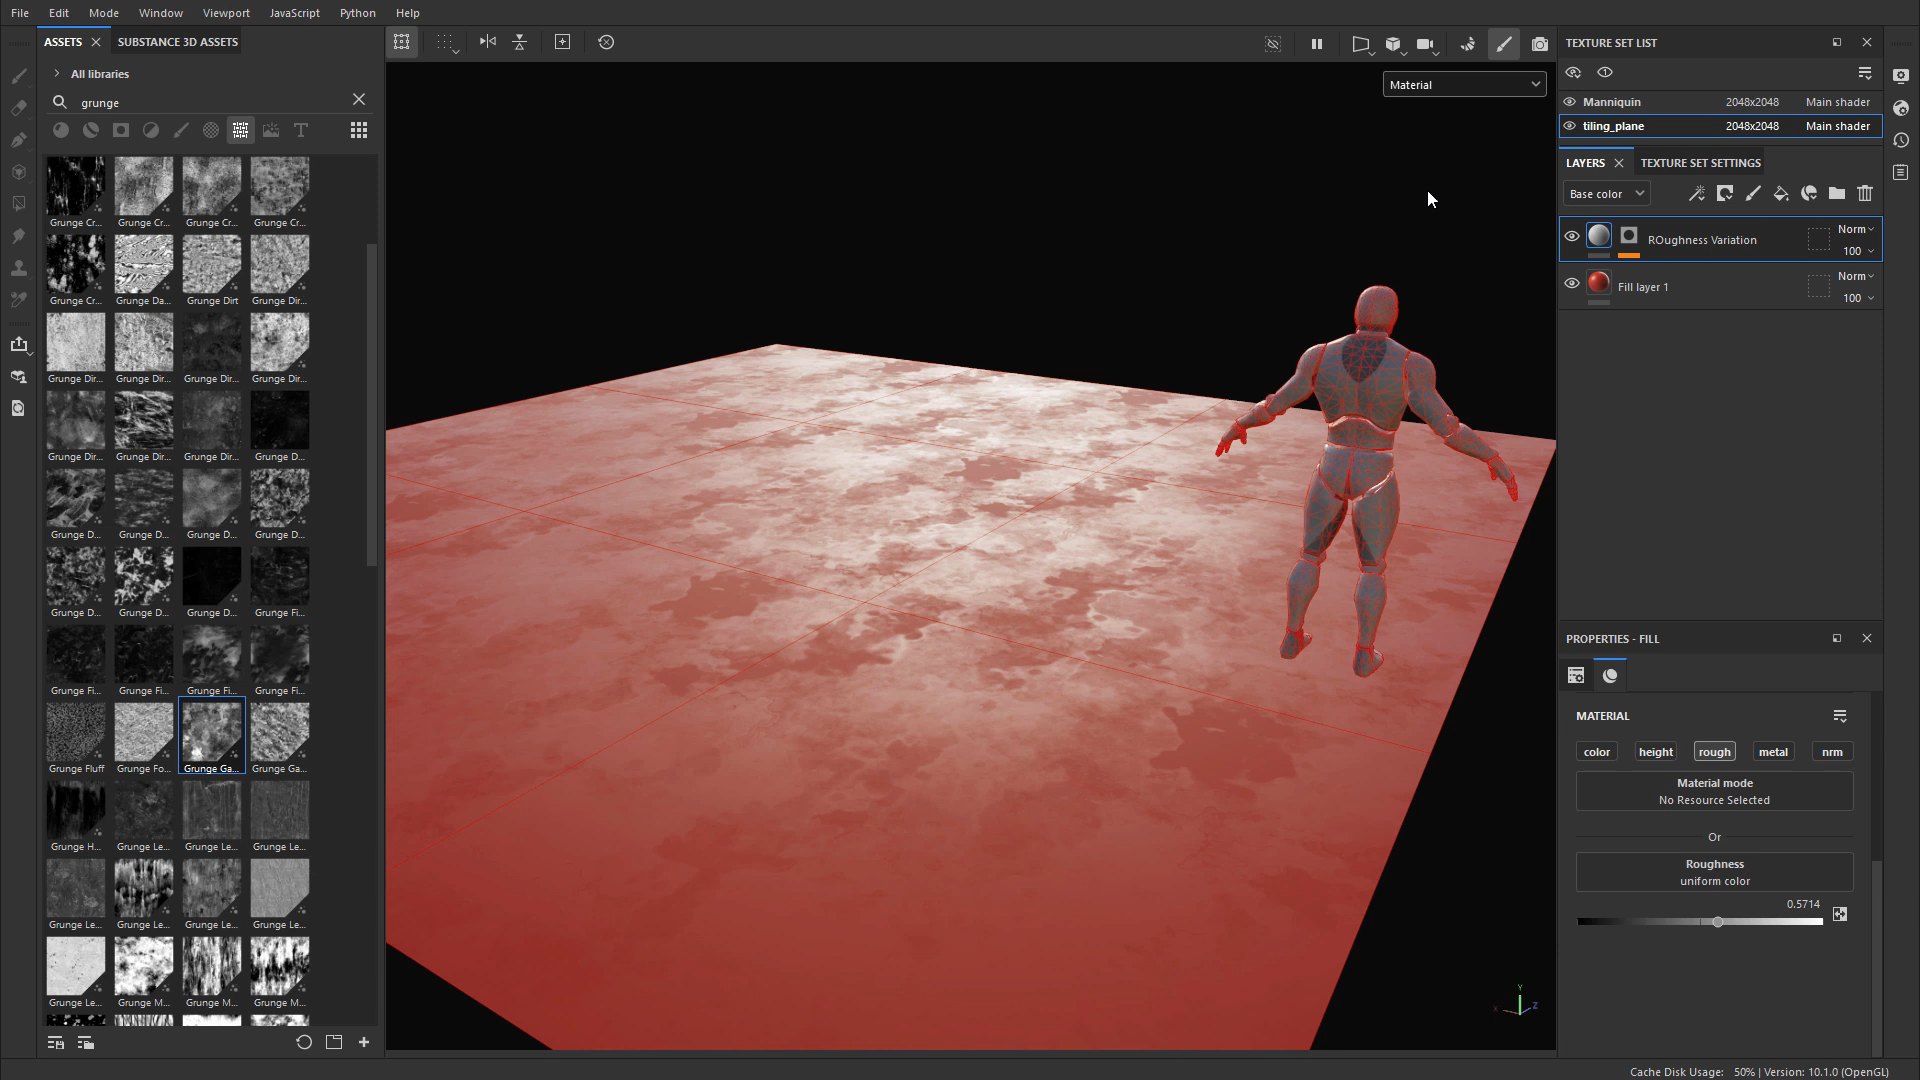 File Edit Mode Window Viewport JavaScript Python Help
ASSETS SUBSTANCE 3D ASSETS
All libraries
grunge
Grunge Cr... Grunge Cr... Grunge Cr... Grunge Cr...
Grunge Cr... Grunge Da... Grunge Dirt Grunge Dir...
Grunge Dir... Grunge Dir... Grunge Dir... Grunge Dir...
Grunge Dir... Grunge Dir... Grunge Dir... Grunge D...
Grunge D... Grunge D... Grunge D... Grunge D...
Grunge D... Grunge D... Grunge D... Grunge Fi...
Grunge Fi... Grunge Fi... Grunge Fi... Grunge Fi...
Grunge Fluff Grunge Fo... Grunge Ga... Grunge Ga...
Grunge H... Grunge Le... Grunge Le... Grunge Le...
Grunge Le... Grunge Le... Grunge Le... Grunge Le...
Grunge Le... Grunge M... Grunge M... Grunge M...
Material
Y
X Z
TEXTURE SET LIST
Mannequin 2048x2048 Main shader
tiling_plane 2048x2048 Main shader
LAYERS TEXTURE SET SETTINGS
Base color
ROughness Variation Norm
100
Fill layer 1 Norm
100
PROPERTIES - FILL
MATERIAL
color height rough metal nrm
Material mode
No Resource Selected
Or
Roughness
uniform color
0.5714
Cache Disk Usage: 50% | Version: 10.1.0 (OpenGL)